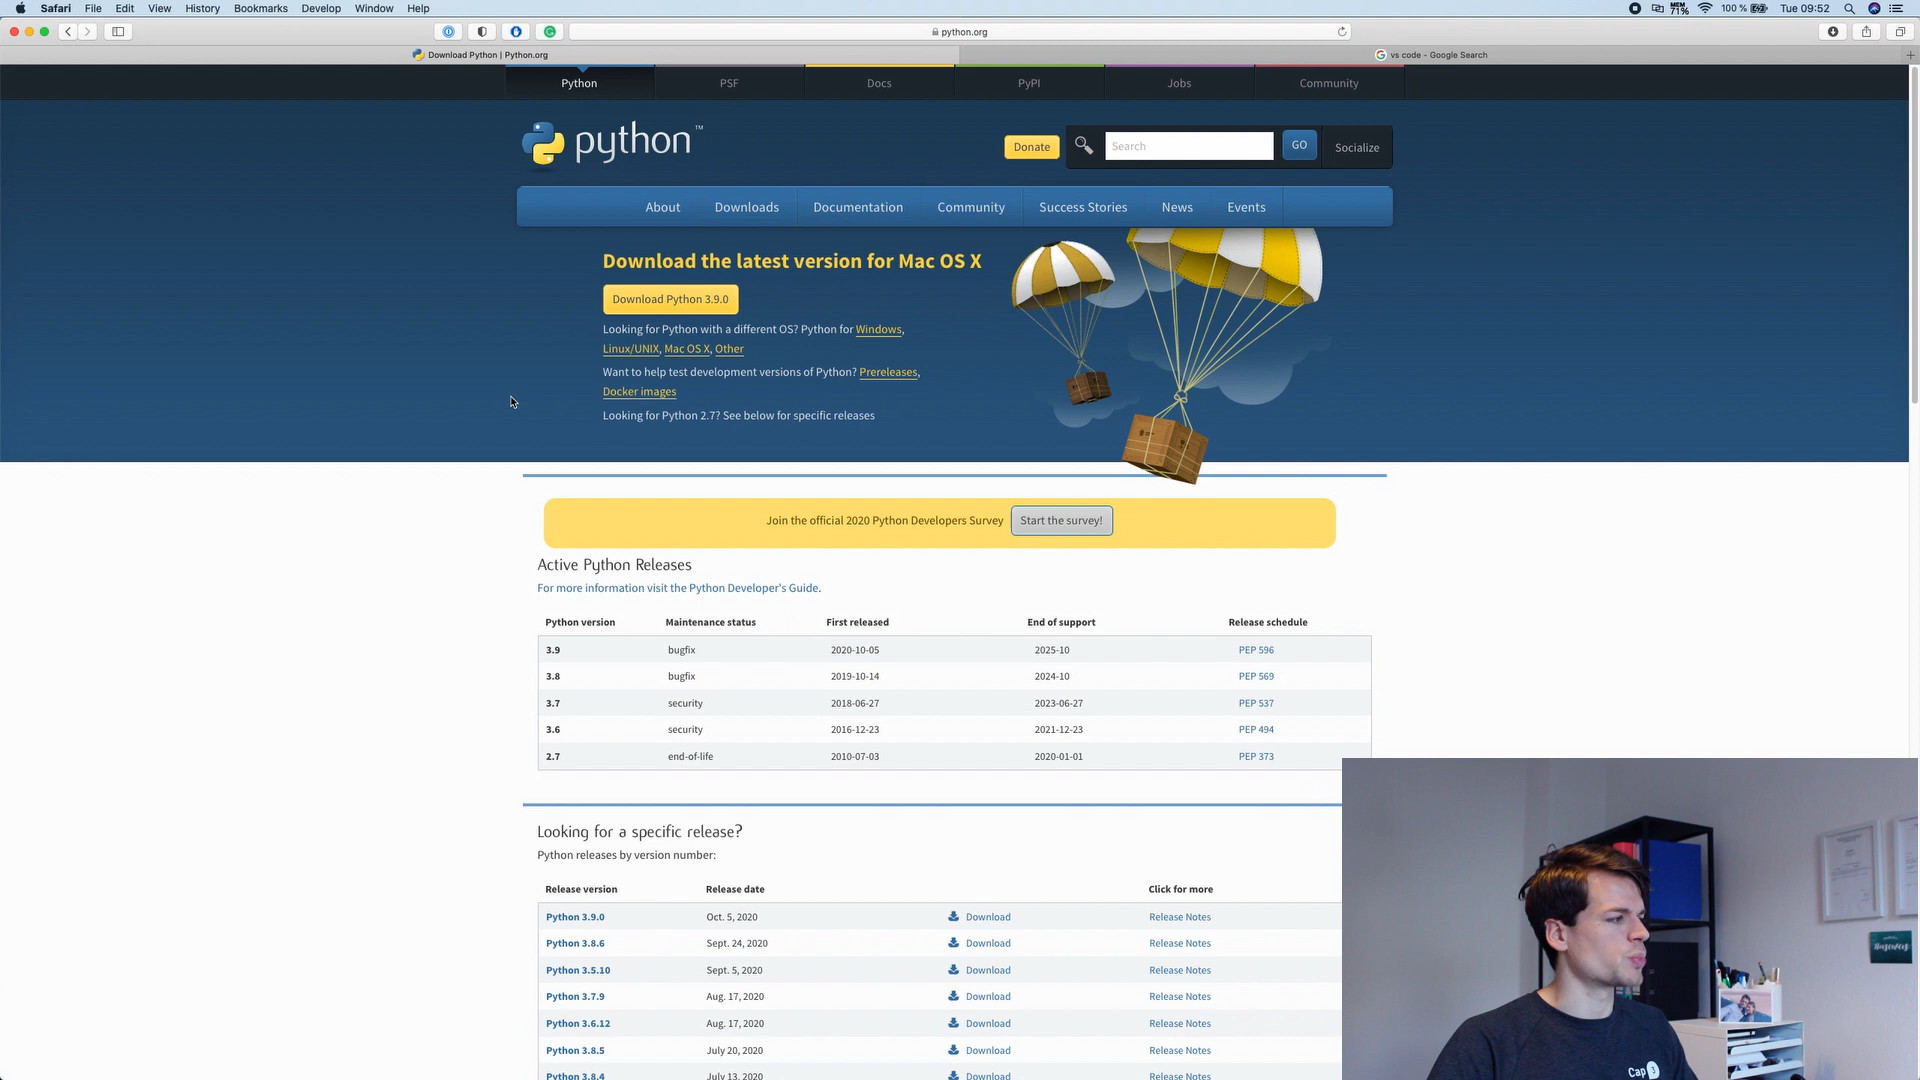 Safari File Edit View History Bookmarks Develop Window Help
MEM 71% 100 % Tue 09:52
python.org
Download Python | Python.org
vs code - Google Search
Python PSF Docs PyPI Jobs Community
python™
Donate
Search
GO
Socialize
About Downloads Documentation Community Success Stories News Events
Download the latest version for Mac OS X
Download Python 3.9.0
Looking for Python with a different OS? Python for Windows,
Linux/UNIX, Mac OS X, Other
Want to help test development versions of Python? Prereleases,
Docker images
Looking for Python 2.7? See below for specific releases
Join the official 2020 Python Developers Survey Start the survey!
Active Python Releases
For more information visit the Python Developer's Guide.
Python version Maintenance status First released End of support Release schedule
3.9 bugfix 2020-10-05 2025-10 PEP 596
3.8 bugfix 2019-10-14 2024-10 PEP 569
3.7 security 2018-06-27 2023-06-27 PEP 537
3.6 security 2016-12-23 2021-12-23 PEP 494
2.7 end-of-life 2010-07-03 2020-01-01 PEP 373
Looking for a specific release?
Python releases by version number:
Release version Release date Click for more
Python 3.9.0 Oct. 5, 2020 Download Release Notes
Python 3.8.6 Sept. 24, 2020 Download Release Notes
Python 3.5.10 Sept. 5, 2020 Download Release Notes
Python 3.7.9 Aug. 17, 2020 Download Release Notes
Python 3.6.12 Aug. 17, 2020 Download Release Notes
Python 3.8.5 July 20, 2020 Download Release Notes
Python 3.8.4 July 13, 2020 Download Release Notes
Cap3